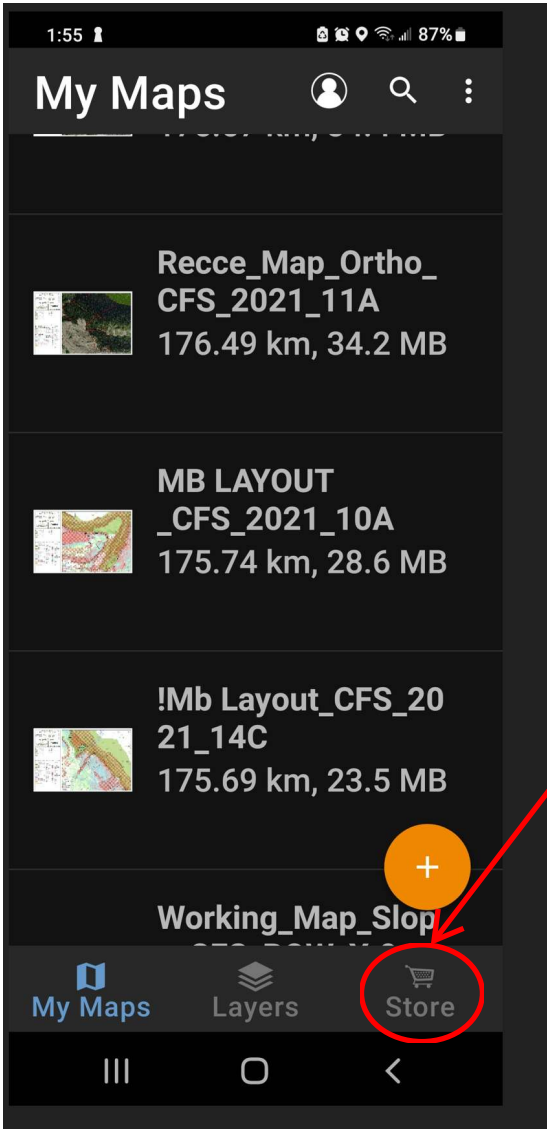 1:55 87%
My Maps
Recce_Map_Ortho_
CFS_2021_11A
176.49 km, 34.2 MB
MB LAYOUT
_CFS_2021_10A
175.74 km, 28.6 MB
!Mb Layout_CFS_20
21_14C
175.69 km, 23.5 MB
+
Working_Map_Slop
My Maps Layers Store